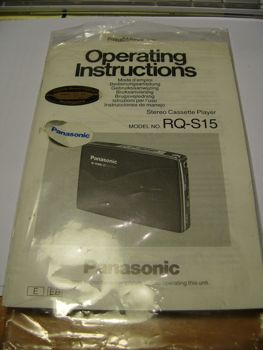 Panasonic
Operating
Instructions
Mode d'emploi
Bedienungsanleitung
Gebruiksaanwijzing
Bruksanvisning
Brugsvejledning
Istruzioni per l'uso
Instrucciones de manejo
Stereo Cassette Player
MODEL NO. RQ-S15
Panasonic
Panasonic
Panasonic
operating this unit.
E